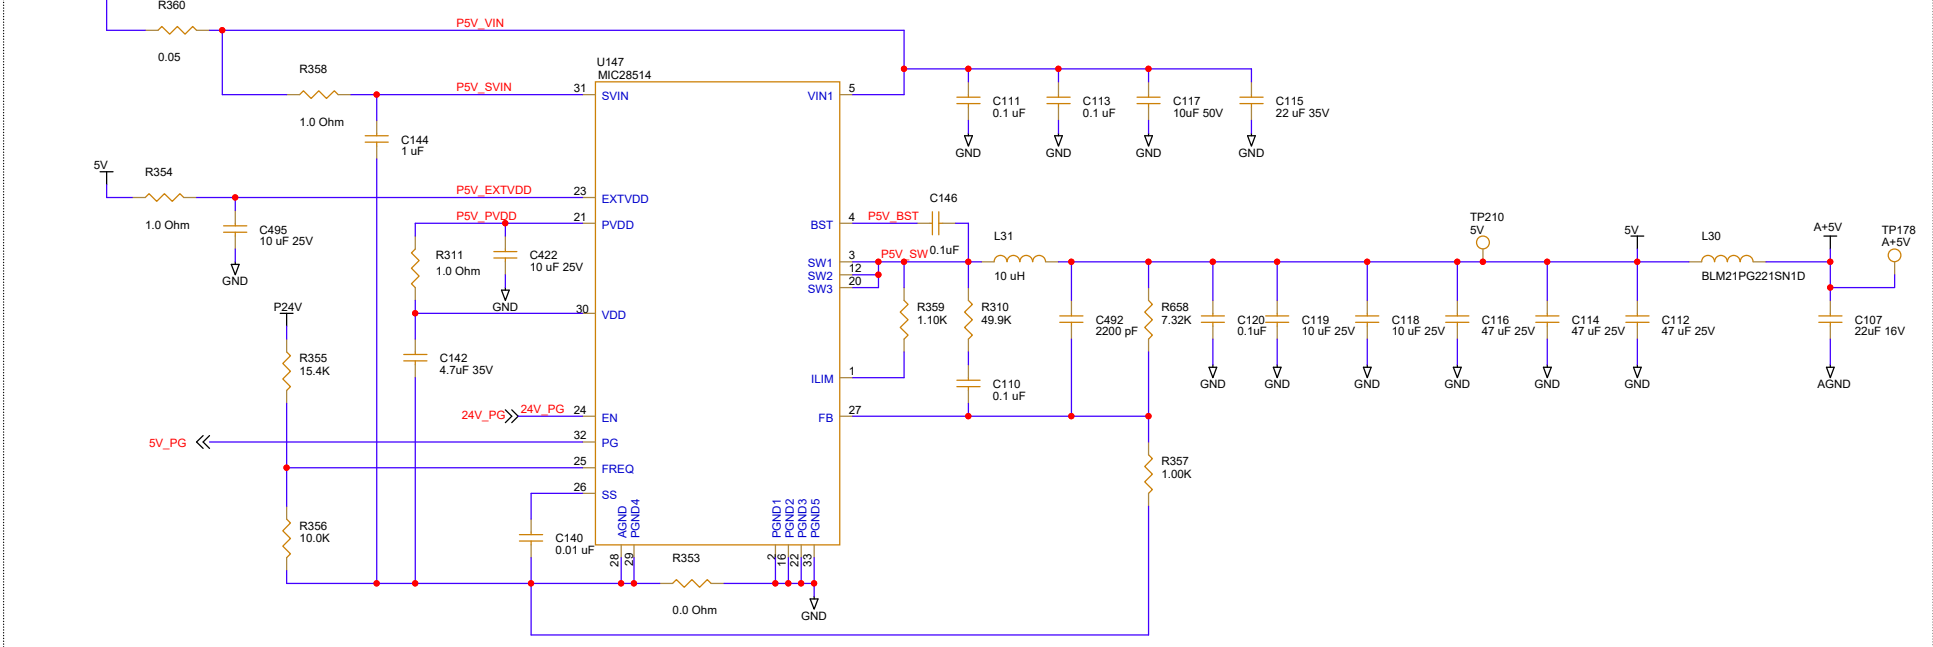 R360
0.05
P5V_VIN
R358
1.0 Ohm
P5V_SVIN
C144
1 uF
5V
R354
1.0 Ohm
P5V_EXTVDD
C495
10 uF 25V
GND
P5V_PVDD
R311
1.0 Ohm
C422
10 uF 25V
GND
P24V
R355
15.4K
C142
4.7uF 35V
24V_PG
24V_PG
5V_PG
R356
10.0K
C140
0.01 uF
U147
MIC28514
31
SVIN
23
EXTVDD
21
PVDD
30
VDD
24
EN
32
PG
25
FREQ
26
SS
AGND
PGND4
28
29
PGND1
PGND2
PGND3
PGND5
2
16
22
33
VIN1
5
BST
4
SW1
3
SW2
12
SW3
20
ILIM
1
FB
27
R353
0.0 Ohm
GND
C111
0.1 uF
GND
C113
0.1 uF
GND
C117
10uF 50V
GND
C115
22 uF 35V
GND
P5V_BST
C146
0.1uF
P5V_SW
L31
10 uH
R359
1.10K
R310
49.9K
C110
0.1 uF
C492
2200 pF
R658
7.32K
R357
1.00K
C120
0.1uF
GND
C119
10 uF 25V
GND
C118
10 uF 25V
GND
TP210
5V
C116
47 uF 25V
GND
C114
47 uF 25V
GND
5V
C112
47 uF 25V
GND
L30
BLM21PG221SN1D
A+5V
TP178
A+5V
C107
22uF 16V
AGND